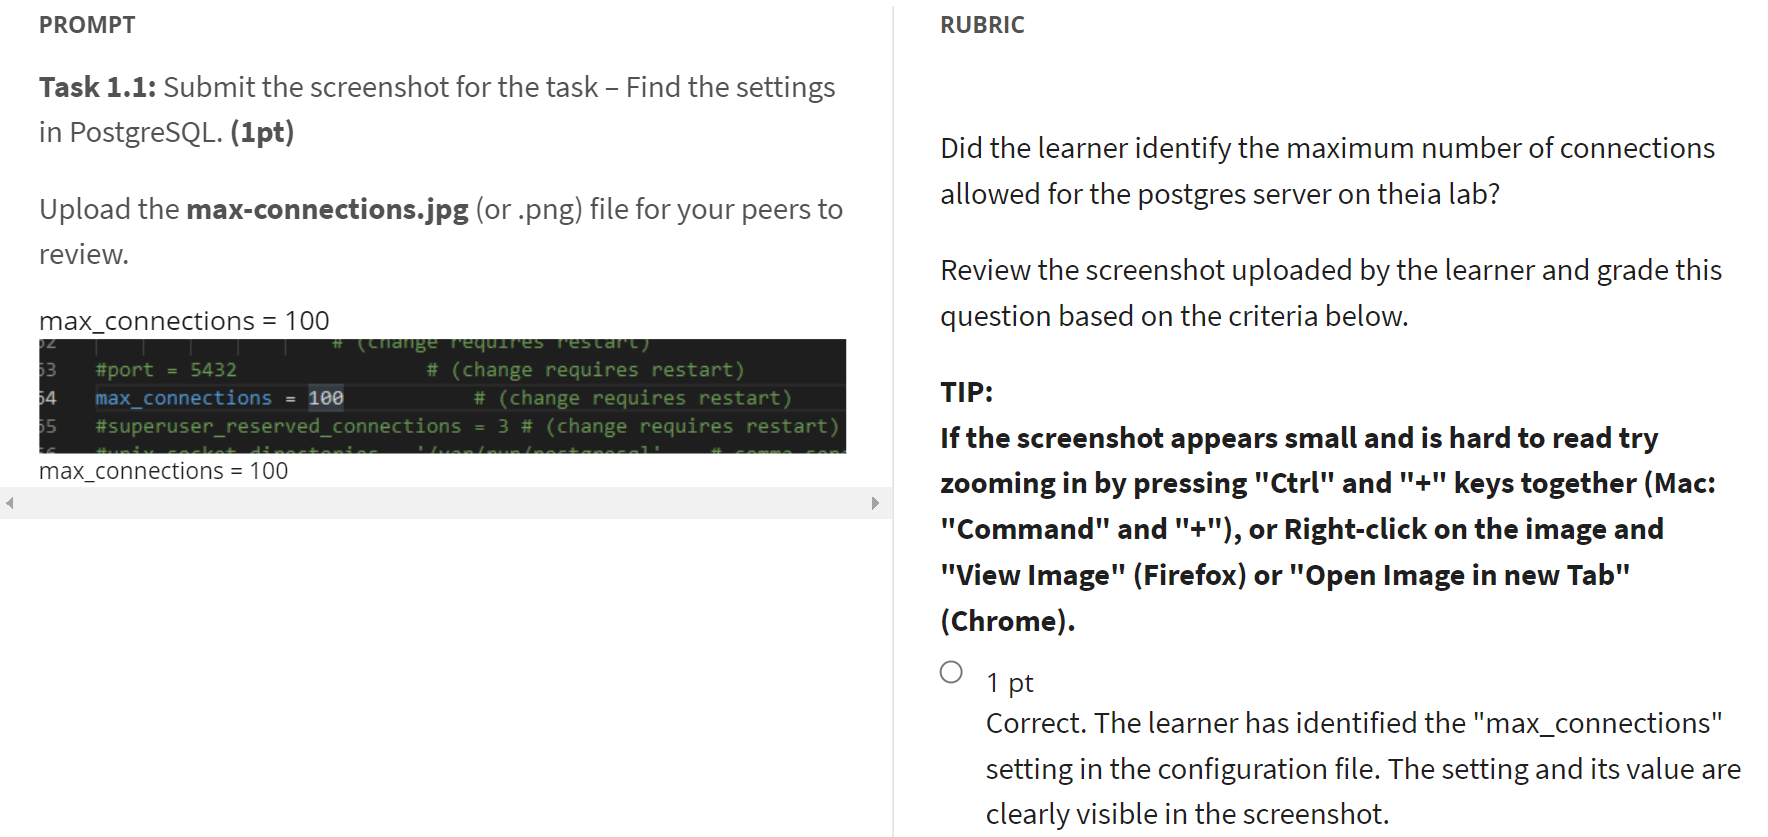 PROMPT
Task 1.1: Submit the screenshot for the task – Find the settings
in PostgreSQL. (1pt)
Upload the max-connections.jpg (or .png) file for your peers to
review.
max_connections = 100
# (change requires restart)
53 #port = 5432 # (change requires restart)
54 max_connections = 100 # (change requires restart)
55 #superuser_reserved_connections = 3 # (change requires restart)
max_connections = 100
RUBRIC
Did the learner identify the maximum number of connections
allowed for the postgres server on theia lab?
Review the screenshot uploaded by the learner and grade this
question based on the criteria below.
TIP:
If the screenshot appears small and is hard to read try
zooming in by pressing "Ctrl" and "+" keys together (Mac:
"Command" and "+"), or Right-click on the image and
"View Image" (Firefox) or "Open Image in new Tab"
(Chrome).
1 pt
Correct. The learner has identified the "max_connections"
setting in the configuration file. The setting and its value are
clearly visible in the screenshot.